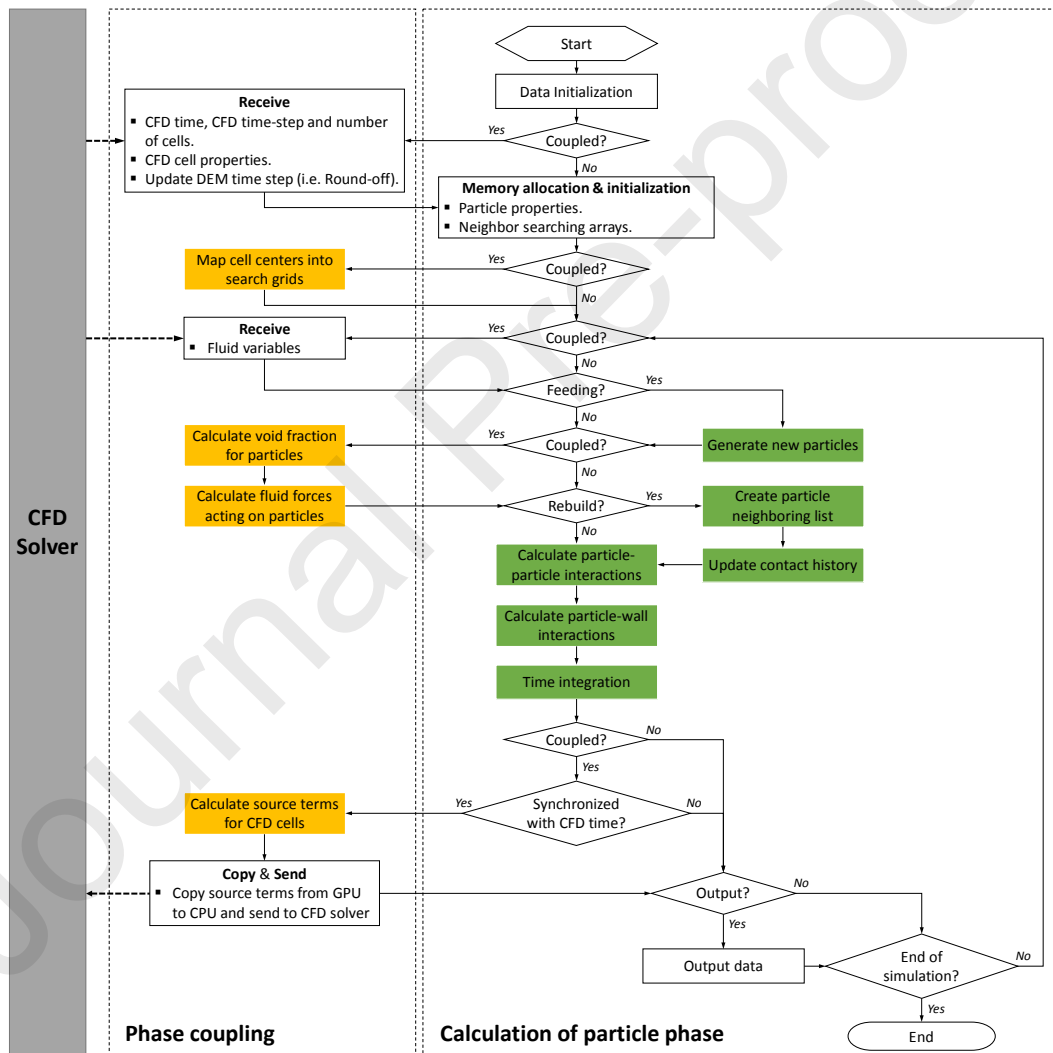 Start
Data Initialization
Receive
▪ CFD time, CFD time-step and number
of cells.
▪ CFD cell properties.
▪ Update DEM time step (i.e. Round-off).
Yes
Coupled?
No
Memory allocation & initialization
▪ Particle properties.
▪ Neighbor searching arrays.
Map cell centers into
search grids
Yes
Coupled?
No
Receive
▪ Fluid variables
Yes
Coupled?
No
Feeding?
Yes
No
Calculate void fraction
for particles
Yes
Coupled?
Generate new particles
No
Calculate fluid forces
acting on particles
Rebuild?
Yes
Create particle
neighboring list
No
CFD
Solver
Calculate particle-
particle interactions
Update contact history
Calculate particle-wall
interactions
Time integration
Coupled?
No
Yes
Calculate source terms
for CFD cells
Yes
Synchronized
with CFD time?
No
Copy & Send
▪ Copy source terms from GPU
to CPU and send to CFD solver
Output?
No
Yes
Output data
End of
simulation?
No
Yes
End
Phase coupling
Calculation of particle phase
Journal Pre-proo